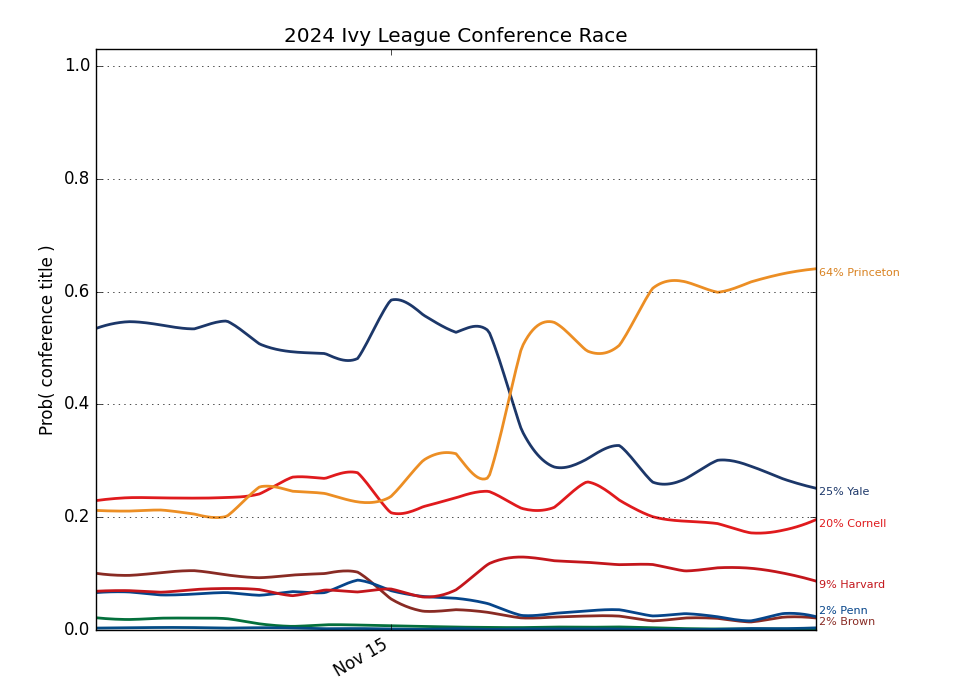 2024 Ivy League Conference Race
Prob( conference title )
1.0
0.8
0.6
0.4
0.2
0.0
Nov 15
64% Princeton
25% Yale
20% Cornell
9% Harvard
2% Penn
2% Brown